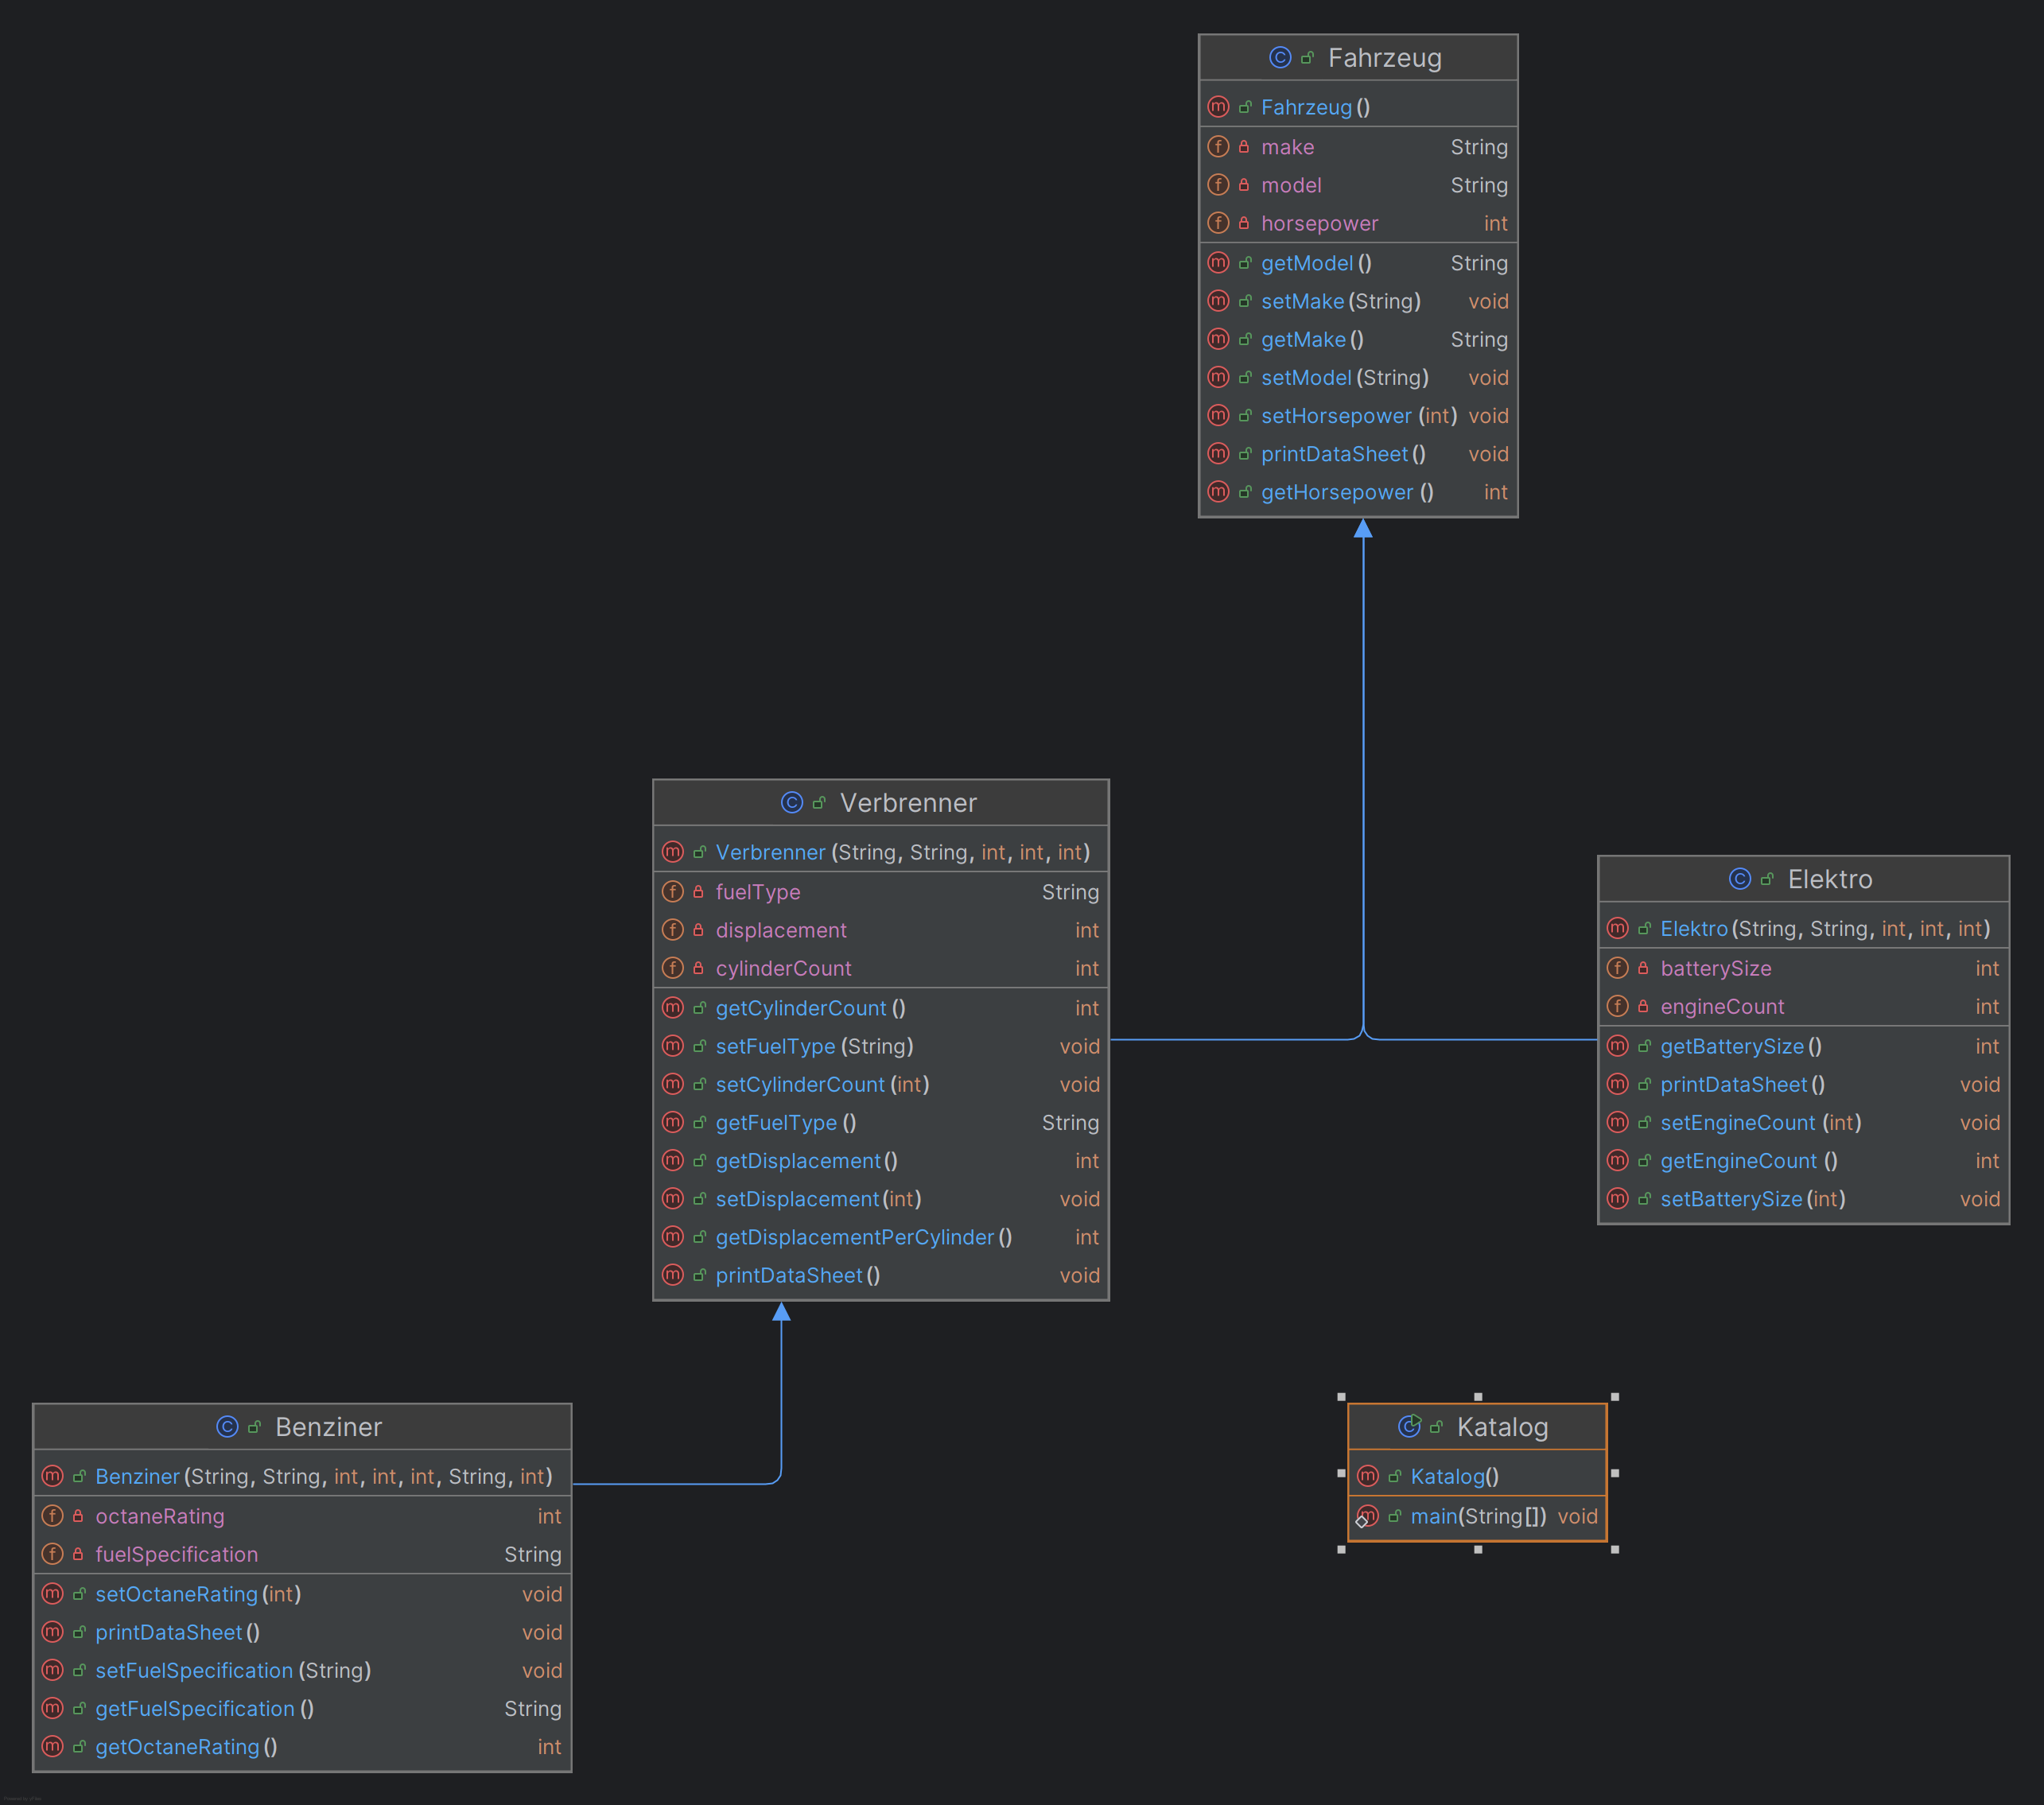 Fahrzeug
Fahrzeug()
make String
model String
horsepower int
getModel() String
setMake(String) void
getMake() String
setModel(String) void
setHorsepower(int) void
printDataSheet() void
getHorsepower() int
Verbrenner
Verbrenner(String, String, int, int, int)
fuelType String
displacement int
cylinderCount int
getCylinderCount() int
setFuelType(String) void
setCylinderCount(int) void
getFuelType() String
getDisplacement() int
setDisplacement(int) void
getDisplacementPerCylinder() int
printDataSheet() void
Elektro
Elektro(String, String, int, int, int)
batterySize int
engineCount int
getBatterySize() int
printDataSheet() void
setEngineCount(int) void
getEngineCount() int
setBatterySize(int) void
Benziner
Benziner(String, String, int, int, int, String, int)
octaneRating int
fuelSpecification String
setOctaneRating(int) void
printDataSheet() void
setFuelSpecification(String) void
getFuelSpecification() String
getOctaneRating() int
Katalog
Katalog()
main(String[]) void